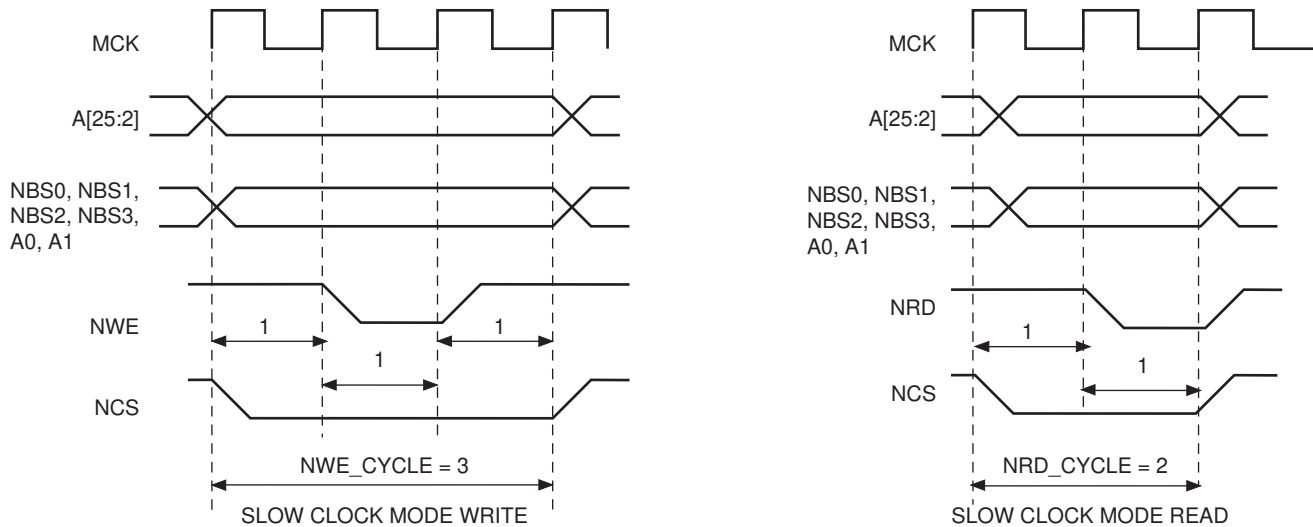 MCK
A[25:2]
NBS0, NBS1,
NBS2, NBS3,
A0, A1
NWE
1
1
1
NCS
NWE_CYCLE = 3
SLOW CLOCK MODE WRITE
MCK
A[25:2]
NBS0, NBS1,
NBS2, NBS3,
A0, A1
NRD
1
1
NCS
NRD_CYCLE = 2
SLOW CLOCK MODE READ